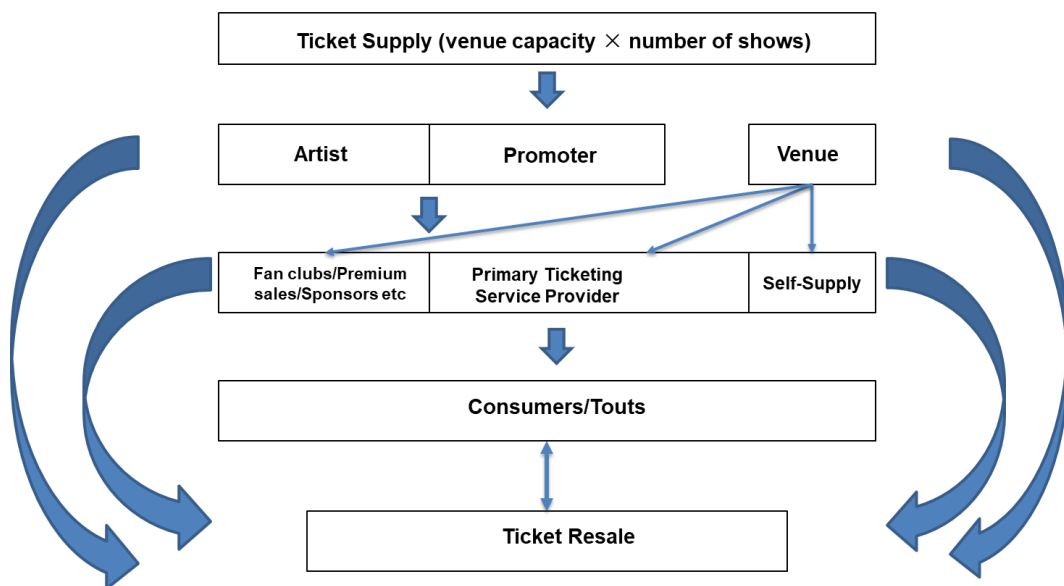 Ticket Supply (venue capacity × number of shows)
Artist
Promoter
Venue
Fan clubs/Premium
sales/Sponsors etc
Primary Ticketing
Service Provider
Self-Supply
Consumers/Touts
Ticket Resale